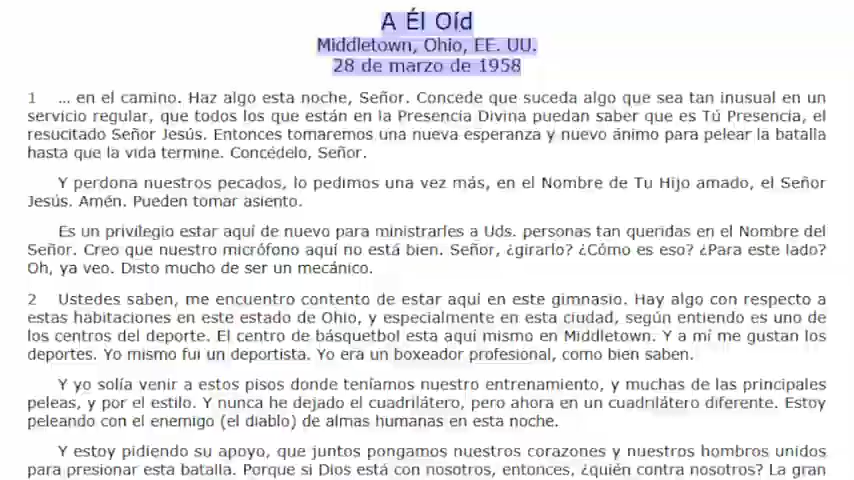 A Él Oíd
Middletown, Ohio, EE. UU.
28 de marzo de 1958
1 ... en el camino. Haz algo esta noche, Señor. Concede que suceda algo que sea tan inusual en un
servicio regular, que todos los que están en la Presencia Divina puedan saber que es Tú Presencia, el
resucitado Señor Jesús. Entonces tomaremos una nueva esperanza y nuevo ánimo para pelear la batalla
hasta que la vida termine. Concédelo, Señor.
Y perdona nuestros pecados, lo pedimos una vez más, en el Nombre de Tu Hijo amado, el Señor
Jesús. Amén. Pueden tomar asiento.
Es un privilegio estar aquí de nuevo para ministrarles a Uds. personas tan queridas en el Nombre del
Señor. Creo que nuestro micrófono aquí no está bien. Señor, ¿girarlo? ¿Cómo es eso? ¿Para este lado?
Oh, ya veo. Disto mucho de ser un mecánico.
2 Ustedes saben, me encuentro contento de estar aquí en este gimnasio. Hay algo con respecto a
estas habitaciones en este estado de Ohio, y especialmente en esta ciudad, según entiendo es uno de
los centros del deporte. El centro de básquetbol esta aquí mismo en Middletown. Y a mí me gustan los
deportes. Yo mismo fui un deportista. Yo era un boxeador profesional, como bien saben.
Y yo solía venir a estos pisos donde teníamos nuestro entrenamiento, y muchas de las principales
peleas, y por el estilo. Y nunca he dejado el cuadrilátero, pero ahora en un cuadrilátero diferente. Estoy
peleando con el enemigo (el diablo) de almas humanas en esta noche.
Y estoy pidiendo su apoyo, que juntos pongamos nuestros corazones y nuestros hombros unidos
para presionar esta batalla. Porque si Dios está con nosotros, entonces, ¿quién contra nosotros? La gran